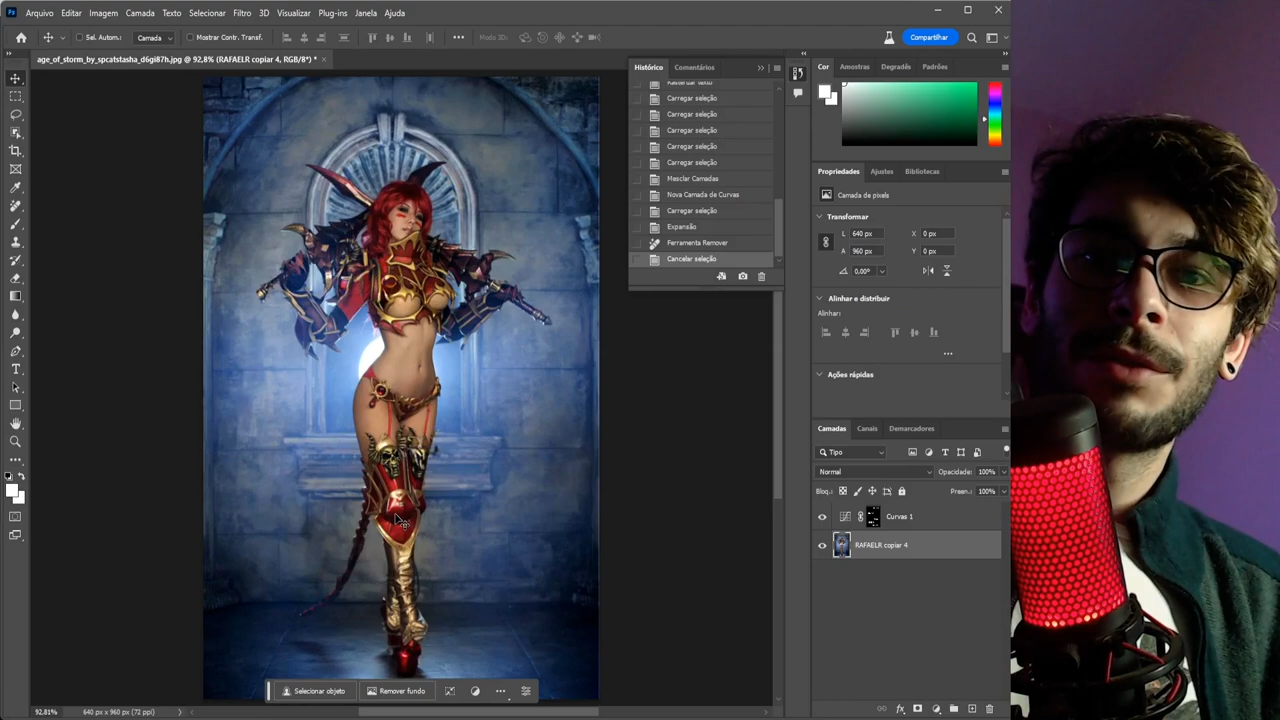 Ps Arquivo Editar Imagem Camada Texto Selecionar Filtro 3D Visualizar Plug-ins Janela Ajuda
Sel. Autom.: Camada Mostrar Contr. Transf. Modo 3D: Compartilhar
age_of_storm_by_spcatstasha_d6gi87h.jpg @ 92,8% (RAFAELR copiar 4, RGB/8*) *
Histórico Comentários
Rasterizar Texto
Carregar seleção
Carregar seleção
Carregar seleção
Carregar seleção
Carregar seleção
Mesclar Camadas
Nova Camada de Curvas
Carregar seleção
Expansão
Ferramenta Remover
Cancelar seleção
Cor Amostras Degradês Padrões
Propriedades Ajustes Bibliotecas
Camada de pixels
Transformar
L 640 px X 0 px
A 960 px Y 0 px
0,00°
Alinhar e distribuir
Alinhar:
Ações rápidas
Camadas Canais Demarcadores
Tipo
Normal Opacidade: 100%
Bloq.: Preen.: 100%
Curvas 1
RAFAELR copiar 4
Selecionar objeto Remover fundo
92,81% 640 px x 960 px (72 ppi)